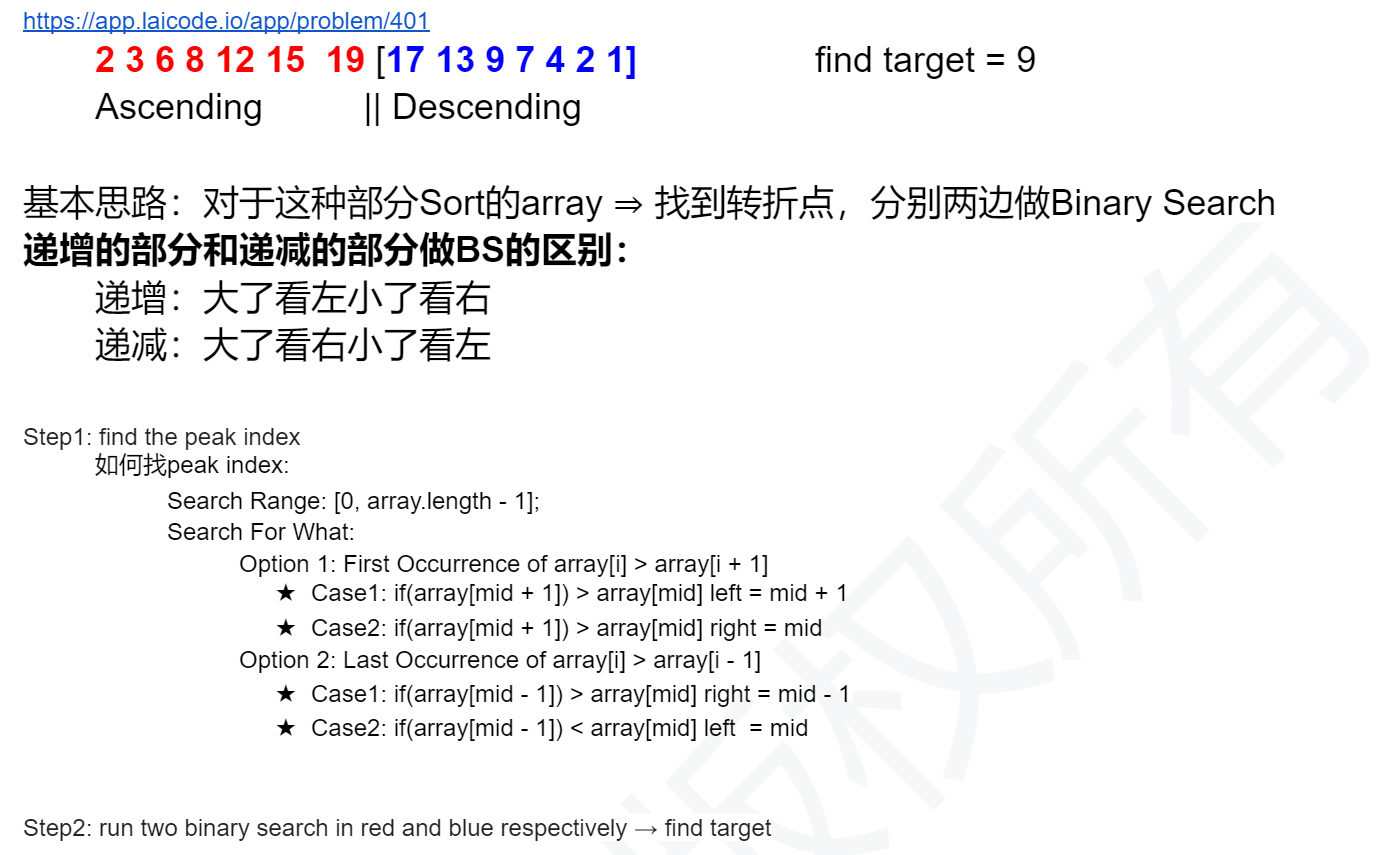 https://app.laicode.io/app/problem/401
2 3 6 8 12 15 19 [17 13 9 7 4 2 1] find target = 9
Ascending || Descending
基本思路：对于这种部分Sort的array ⇒ 找到转折点，分别两边做Binary Search
递增的部分和递减的部分做BS的区别：
递增：大了看左小了看右
递减：大了看右小了看左
Step1: find the peak index
如何找peak index:
Search Range: [0, array.length - 1];
Search For What:
Option 1: First Occurrence of array[i] > array[i + 1]
★ Case1: if(array[mid + 1]) > array[mid] left = mid + 1
★ Case2: if(array[mid + 1]) > array[mid] right = mid
Option 2: Last Occurrence of array[i] > array[i - 1]
★ Case1: if(array[mid - 1]) > array[mid] right = mid - 1
★ Case2: if(array[mid - 1]) < array[mid] left = mid
Step2: run two binary search in red and blue respectively → find target
版权所有